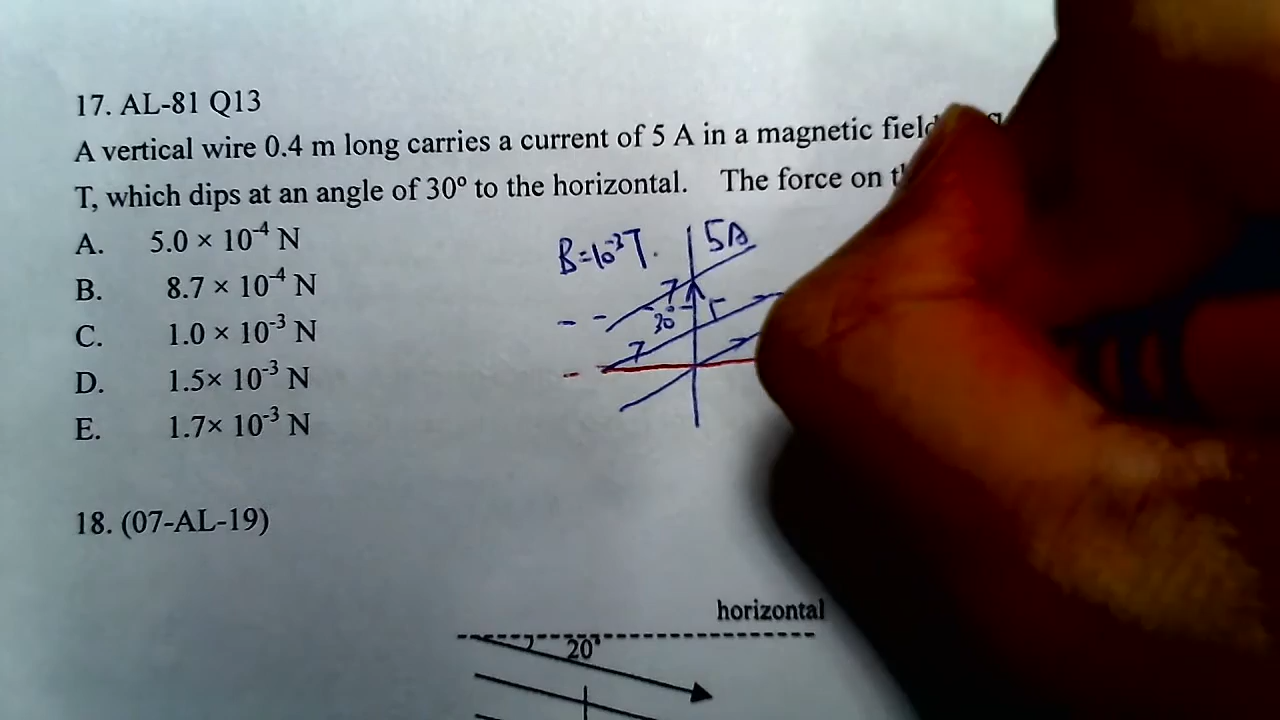 17. AL-81 Q13
A vertical wire 0.4 m long carries a current of 5 A in a magnetic field
T, which dips at an angle of 30º to the horizontal. The force on
B=10⁻³T. 5A
A. 5.0 × 10⁻⁴ N
B. 8.7 × 10⁻⁴ N
30°
C. 1.0 × 10⁻³ N
D. 1.5× 10⁻³ N
E. 1.7× 10⁻³ N
18. (07-AL-19)
horizontal
20°